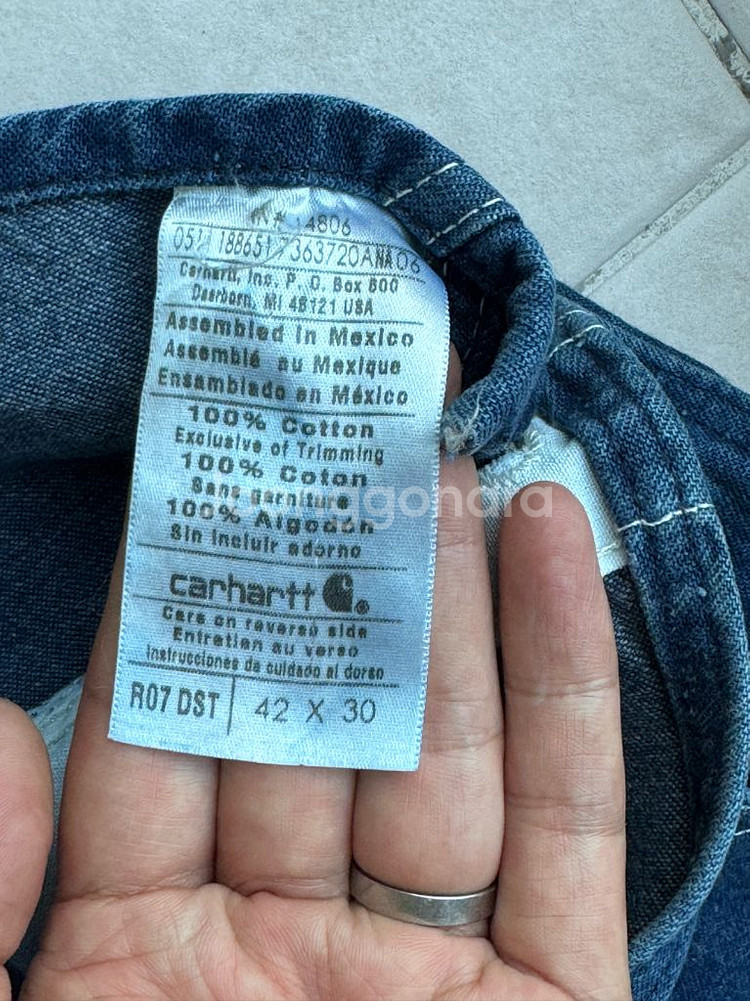 14806
7363720ANA06
Carhartt, Inc. P. O. Box 600
Dearborn, MI 48121 USA
Assembled in Mexico
Assemblé au Mexique
Ensamblado en México
100% Cotton
Exclusive of Trimming
100% Coton
Sans garniture
100% Algodón
Sin incluir adorno
carhartt
Care on reverse side
Entretien au verso
Instrucciones de cuidado al dorso
R07 DST 42 X 30